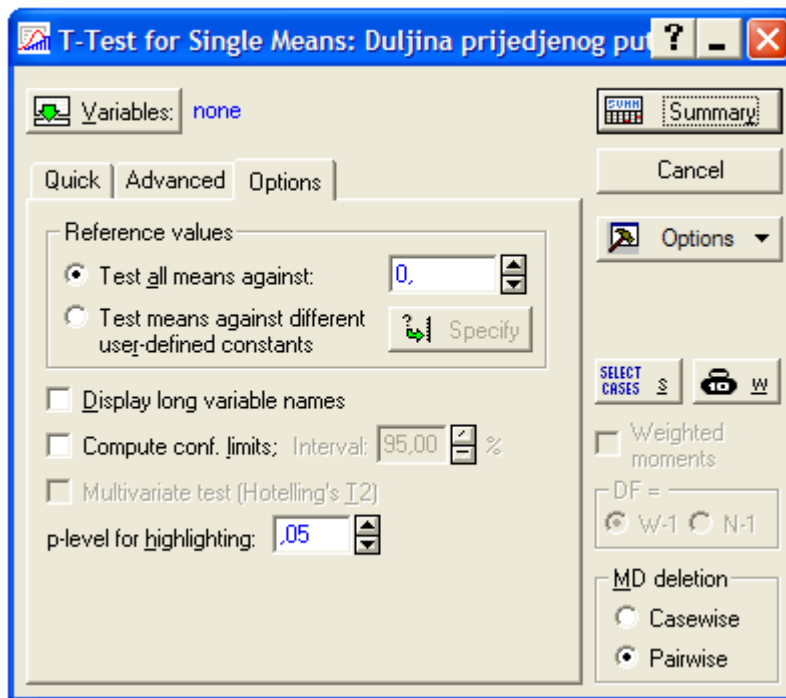 T-Test for Single Means: Duljina prijedjenog put
Variables: none
Summary
Cancel
Options
Quick
Advanced
Options
Reference values
Test all means against: 0,
Test means against different
user-defined constants
Specify
Display long variable names
Compute conf. limits; Interval: 95,00 %
Multivariate test (Hotelling's T2)
p-level for highlighting: ,05
SELECT
CASES S
W
Weighted
moments
DF =
W-1 N-1
MD deletion
Casewise
Pairwise